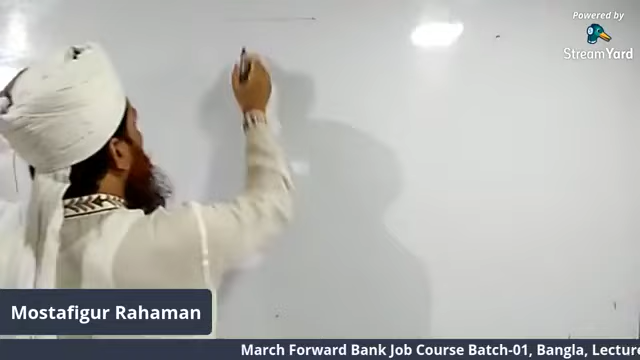 Powered by
StreamYard
Mostafigur Rahaman
March Forward Bank Job Course Batch-01, Bangla, Lecture